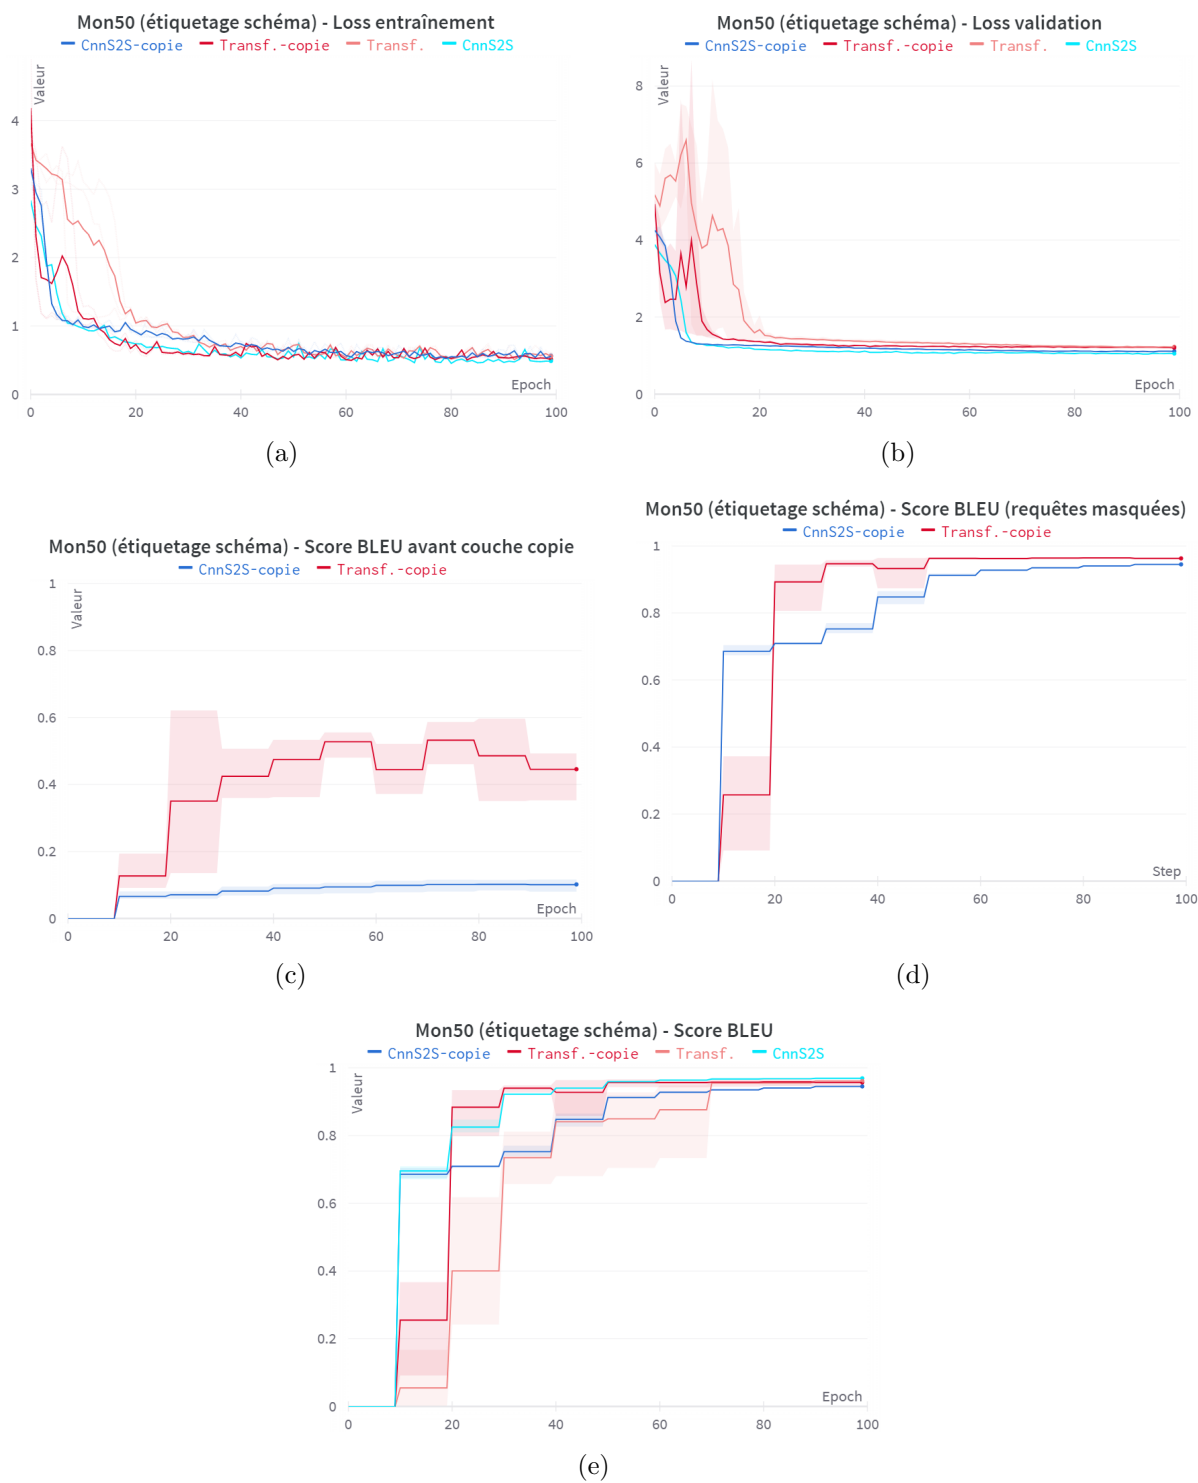 Mon50 (étiquetage schéma) - Loss entraînement
CnnS2S-copie Transf.-copie Transf. CnnS2S
Valeur
4
3
2
1
0
Epoch
0 20 40 60 80 100
(a)
Mon50 (étiquetage schéma) - Loss validation
CnnS2S-copie Transf.-copie Transf. CnnS2S
Valeur
8
6
4
2
0
Epoch
0 20 40 60 80 100
(b)
Mon50 (étiquetage schéma) - Score BLEU avant couche copie
CnnS2S-copie Transf.-copie
Valeur
1
0.8
0.6
0.4
0.2
0
Epoch
0 20 40 60 80 100
(c)
Mon50 (étiquetage schéma) - Score BLEU (requêtes masquées)
CnnS2S-copie Transf.-copie
1
0.8
0.6
0.4
0.2
0
Step
0 20 40 60 80 100
(d)
Mon50 (étiquetage schéma) - Score BLEU
CnnS2S-copie Transf.-copie Transf. CnnS2S
Valeur
1
0.8
0.6
0.4
0.2
0
Epoch
0 20 40 60 80 100
(e)